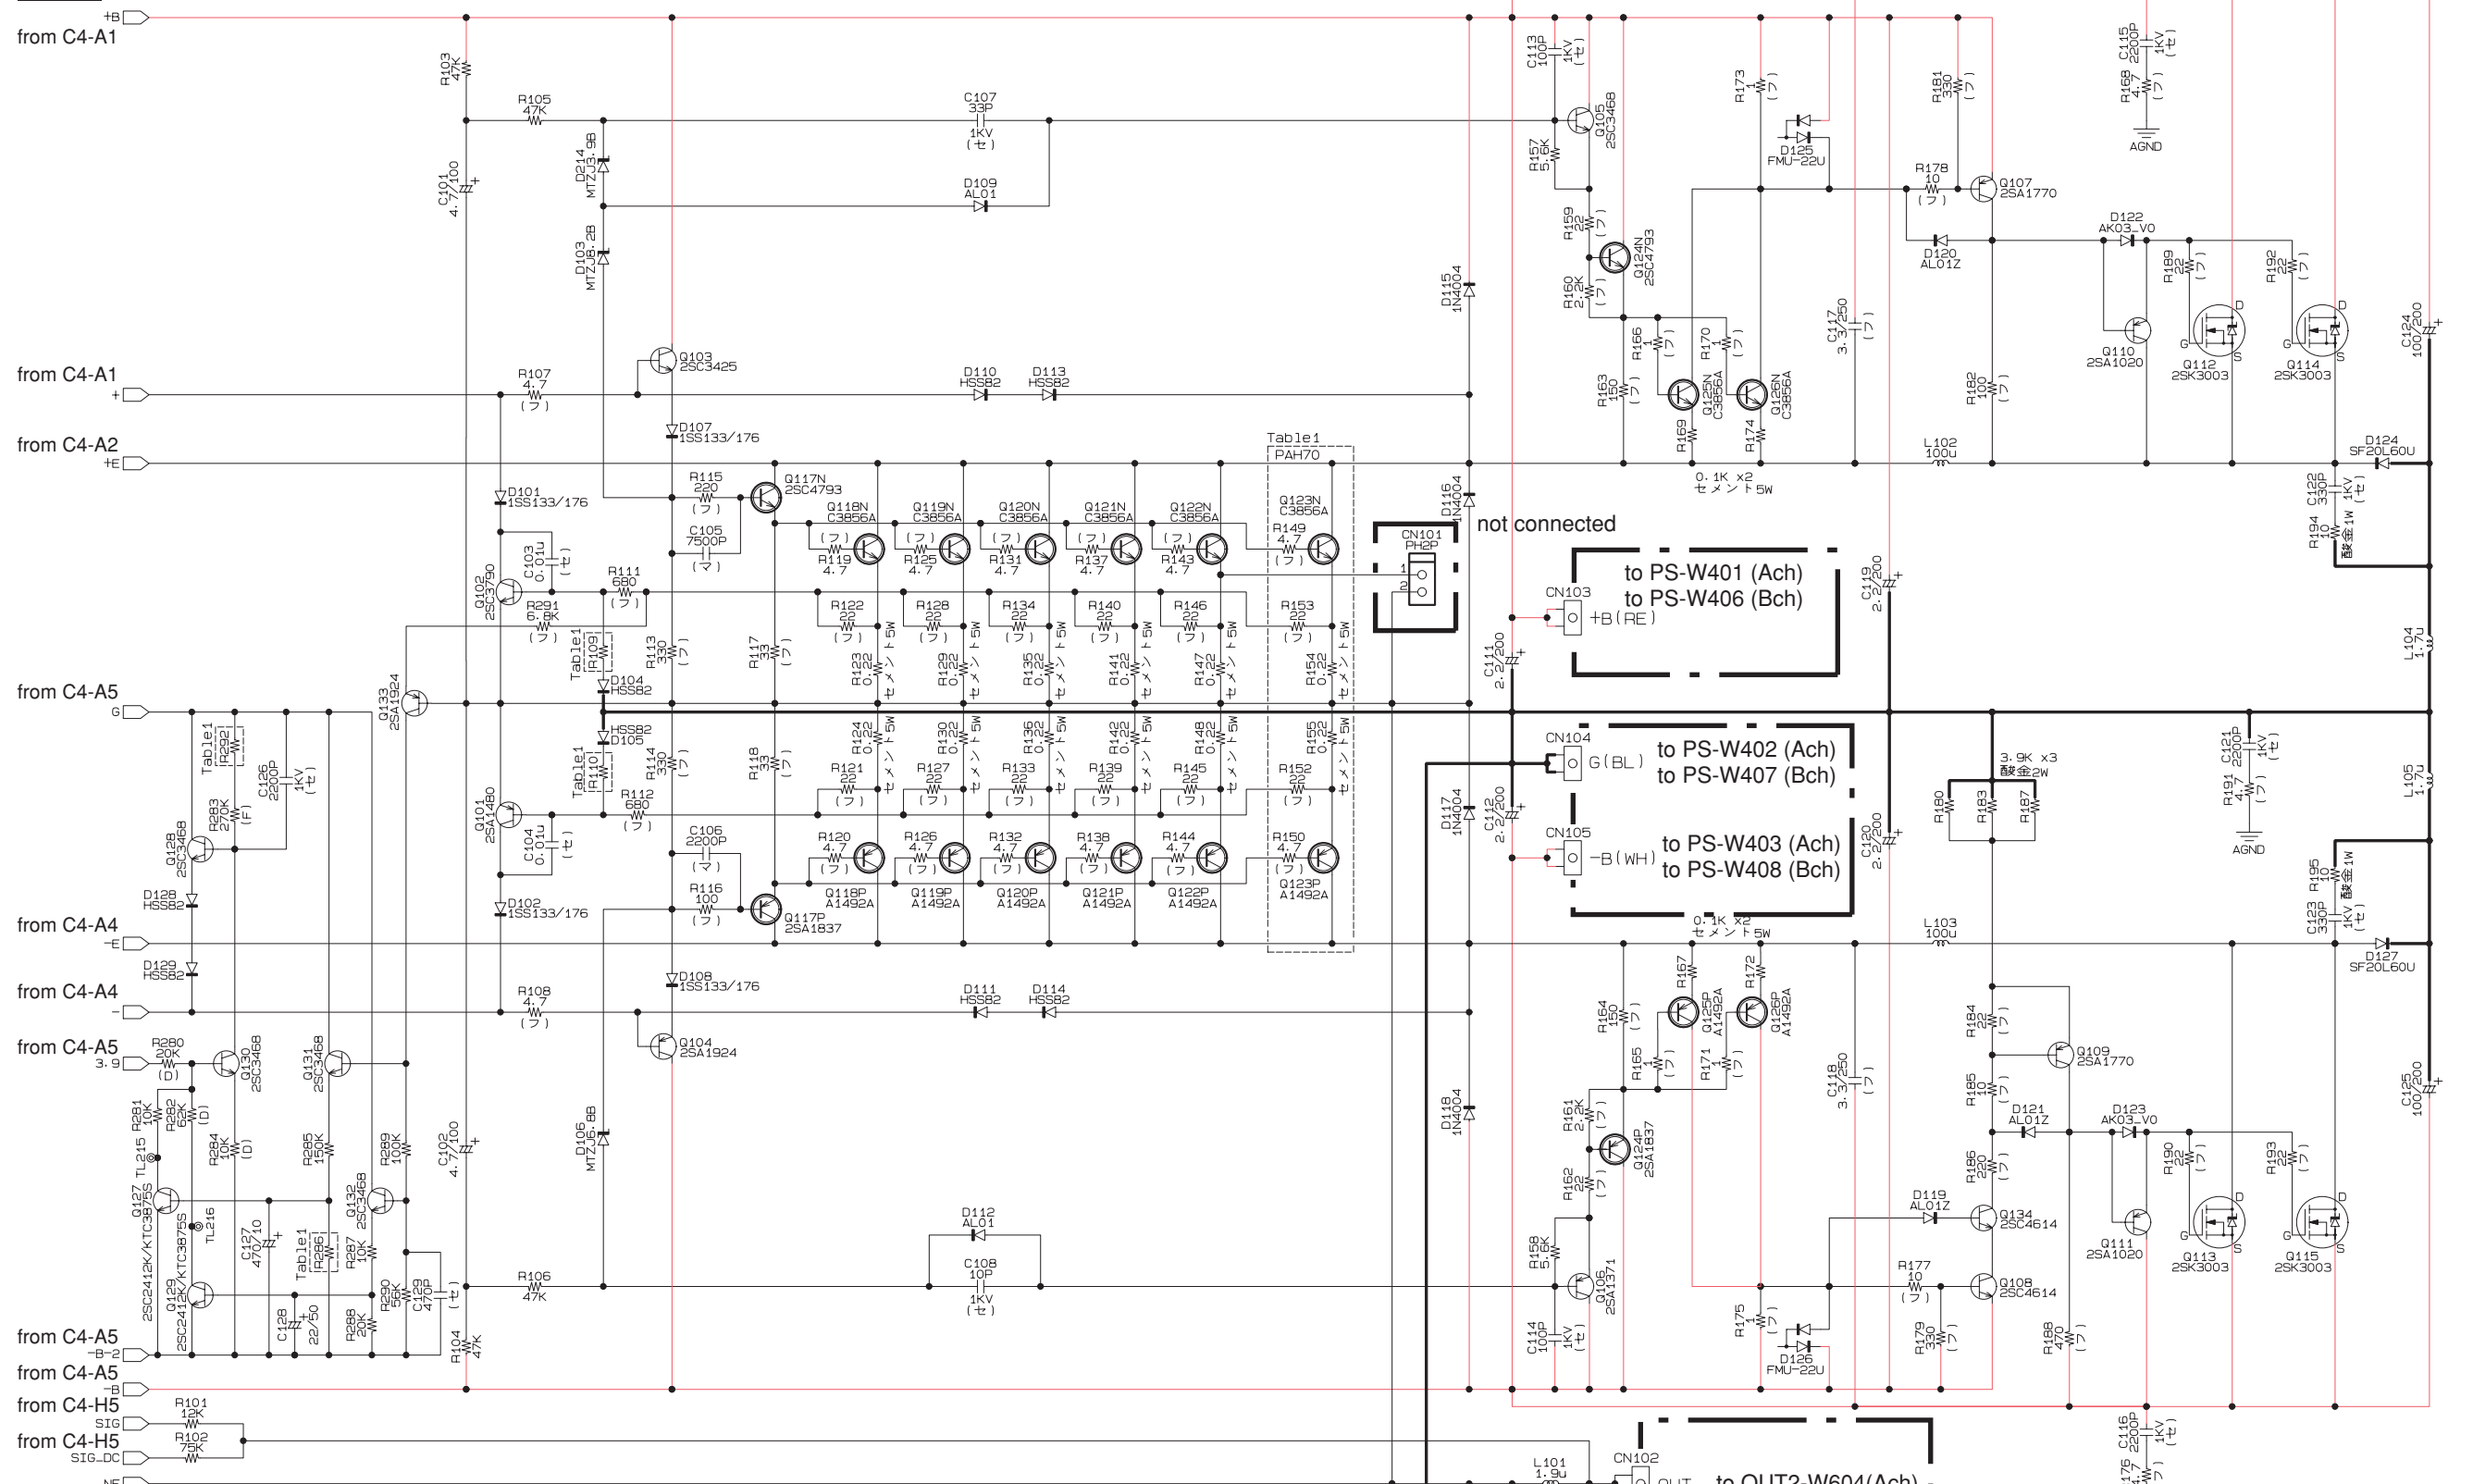 +B
from C4-A1
R103
47K
R105
47K
C107
33P
1KV
(セ)
D214
MTZJ3.9B
C101
4.7/100
D109
AL01
D103
MTZJ8.2B
C113
100P
1KV
(セ)
Q105
2SC3468
R157
5.6K
R159
22
(フ)
Q124N
2SC4793
R160
2.2K
(フ)
R173
1
(フ)
D125
FMU-22U
R181
330
(フ)
R178
10
(フ)
Q107
2SA1770
C115
2200P
1KV
(セ)
R168
4.7
(フ)
AGND
D122
AK03_V0
D120
AL01Z
R189
22
(フ)
R192
22
(フ)
D
G
S
Q110
2SA1020
Q112
2SK3003
D
G
S
Q114
2SK3003
C124
100/200
D115
1N4004
R166
1
(フ)
R170
1
(フ)
R163
150
(フ)
Q125N
C3856A
Q126N
C3856A
R169
R174
C117
3.3/250
(フ)
R182
100
(フ)
from C4-A1
+
R107
4.7
(フ)
Q103
2SC3425
D110
HSS82
D113
HSS82
D107
1SS133/176
from C4-A2
+E
Table1
PAH70
L102
100u
D124
SF20L60U
0.1K x2
セメント5W
C122
330P
1KV
(セ)
R194
10
酸金1W
D101
1SS133/176
R115
220
(フ)
Q117N
2SC4793
C105
7500P
(マ)
Q118N
C3856A
Q119N
C3856A
Q120N
C3856A
Q121N
C3856A
Q122N
C3856A
Q123N
C3856A
(フ)
R119
4.7
(フ)
R125
4.7
(フ)
R131
4.7
(フ)
R137
4.7
(フ)
R143
4.7
R149
4.7
(フ)
D116
1N4004
not connected
CN101
PH2P
1
2
C103
0.01u
(セ)
Q102
2SC3790
R111
680
(フ)
R291
6.8K
(フ)
Table1
R109
D104
HSS82
R113
330
(フ)
R117
33
(フ)
R122
22
(フ)
R128
22
(フ)
R134
22
(フ)
R140
22
(フ)
R146
22
(フ)
R153
22
(フ)
R123
0.22
セメント5W
R129
0.22
セメント5W
R135
0.22
セメント5W
R141
0.22
セメント5W
R147
0.22
セメント5W
R154
0.22
CN103
to PS-W401 (Ach)
to PS-W406 (Bch)
+B(RE)
C111
2.2/200
C119
2.2/200
L104
1.7u
from C4-A5
G
Q133
2SA1924
HSS82
D105
Table1
R110
R114
330
(フ)
R118
33
(フ)
R124
0.22
セメント5W
R130
0.22
セメント5W
R136
0.22
セメント5W
R142
0.22
セメント5W
R148
0.22
セメント5W
R155
0.22
R121
22
(フ)
R127
22
(フ)
R133
22
(フ)
R139
22
(フ)
R145
22
(フ)
R152
22
(フ)
Table1
R292
C126
2200P
1KV
(セ)
R283
270K
(F)
Q128
2SC3468
Q101
2SA1480
R112
680
(フ)
C104
0.01u
(セ)
C106
2200P
(マ)
R120
4.7
(フ)
R126
4.7
(フ)
R132
4.7
(フ)
R138
4.7
(フ)
R144
4.7
(フ)
R150
4.7
(フ)
D117
1N4004
C112
2.2/200
CN104
G(BL)
to PS-W402 (Ach)
to PS-W407 (Bch)
CN105
-B(WH)
to PS-W403 (Ach)
to PS-W408 (Bch)
C120
2.2/200
3.9K x3
酸金2W
R180
R183
R187
C121
2200P
1KV
(セ)
R191
4.7
(フ)
AGND
L105
1.7u
D128
HSS82
D102
1SS133/176
R116
100
(フ)
Q117P
2SA1837
Q118P
A1492A
Q119P
A1492A
Q120P
A1492A
Q121P
A1492A
Q122P
A1492A
Q123P
A1492A
R195
10
酸金1W
C123
330P
1KV
(セ)
from C4-A4
-E
0.1K x2
セメント5W
L103
100u
D127
SF20L60U
D129
HSS82
D108
1SS133/176
from C4-A4
-
R108
4.7
(フ)
Q104
2SA1924
D111
HSS82
D114
HSS82
R167
R172
R164
150
(フ)
Q125P
A1492A
Q126P
A1492A
R165
1
(フ)
R171
1
(フ)
C118
3.3/250
(フ)
R184
22
(フ)
Q109
2SA1770
from C4-A5
3.9
R280
20K
(D)
Q130
2SC3468
Q131
2SC3468
R281
10K
R282
62K
(D)
R284
10K
(D)
R285
150K
R289
100K
C102
4.7/100
D106
MTZJ6.8B
D118
1N4004
R161
2.2K
(フ)
Q124P
2SA1837
R162
22
(フ)
R185
10
(フ)
D121
AL01Z
D123
AK03_V0
R186
220
(フ)
R190
22
(フ)
R193
22
(フ)
C125
100/200
TL215
Q127
2SC2412K/KTC3875S
TL216
Q129
2SC2412K/KTC3875S
Q132
2SC3468
C127
470/10
Table1
R286
R287
10K
C128
22/50
R288
20K
R290
56K
C129
470P
(セ)
R104
47K
R106
47K
D112
AL01
C108
10P
1KV
(セ)
R158
5.6K
Q106
2SA1371
C114
100P
1KV
(セ)
D119
AL01Z
Q134
2SC4614
R177
10
(フ)
Q108
2SC4614
R175
1
(フ)
D126
FMU-22U
R179
330
(フ)
R188
470
(フ)
Q111
2SA1020
D
G
S
Q113
2SK3003
D
G
S
Q115
2SK3003
from C4-A5
-B-2
from C4-A5
-B
from C4-H5
SIG
R101
12K
from C4-H5
SIG_DC
R102
75K
NF
L101
1.9u
CN102
OUT
to OUT2-W604(Ach)
C116
2200P
1KV
(セ)
4.7
(フ)